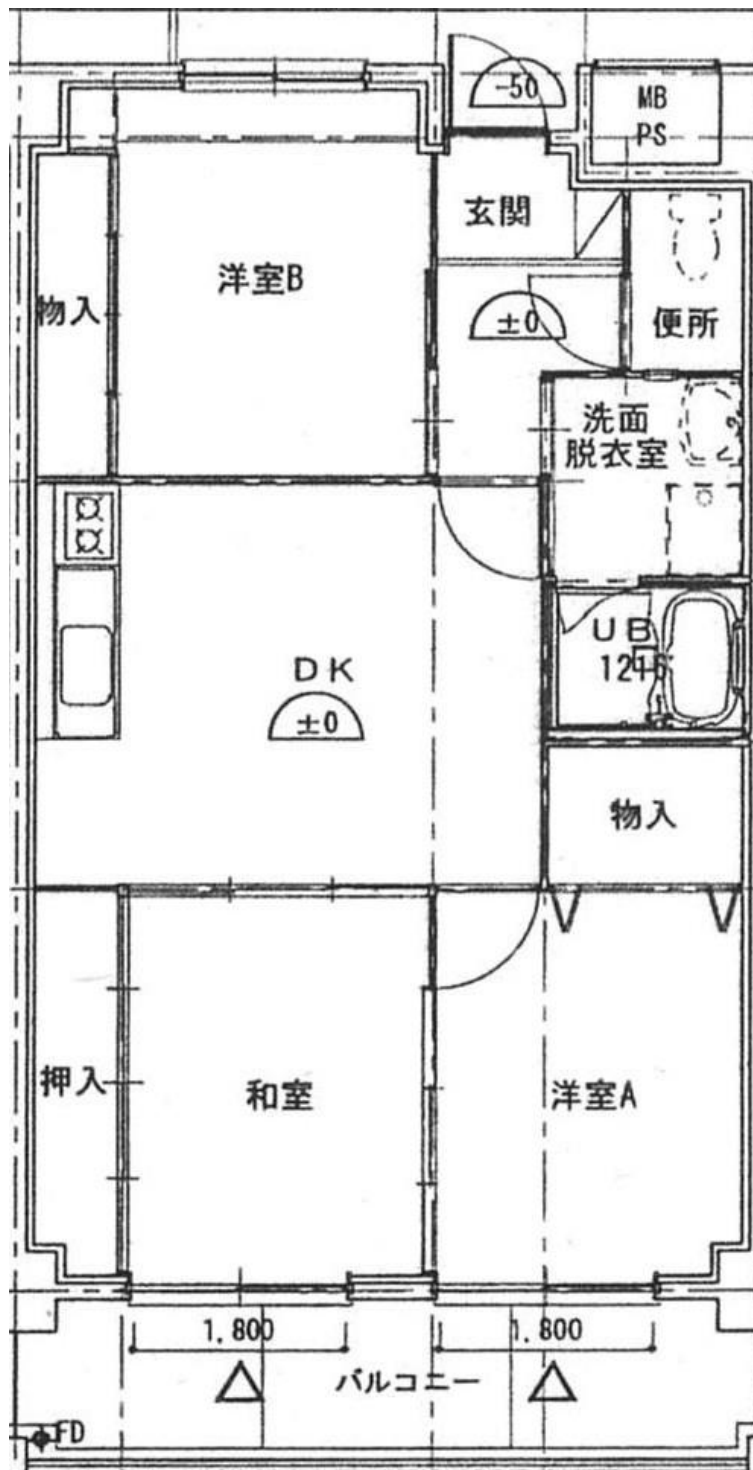 -50
MB
PS
玄関
洋室B
物入
±0
便所
洗面
脱衣室
UB
1216
DK
±0
物入
押入
和室
洋室A
1,800
1,800
バルコニー
FD